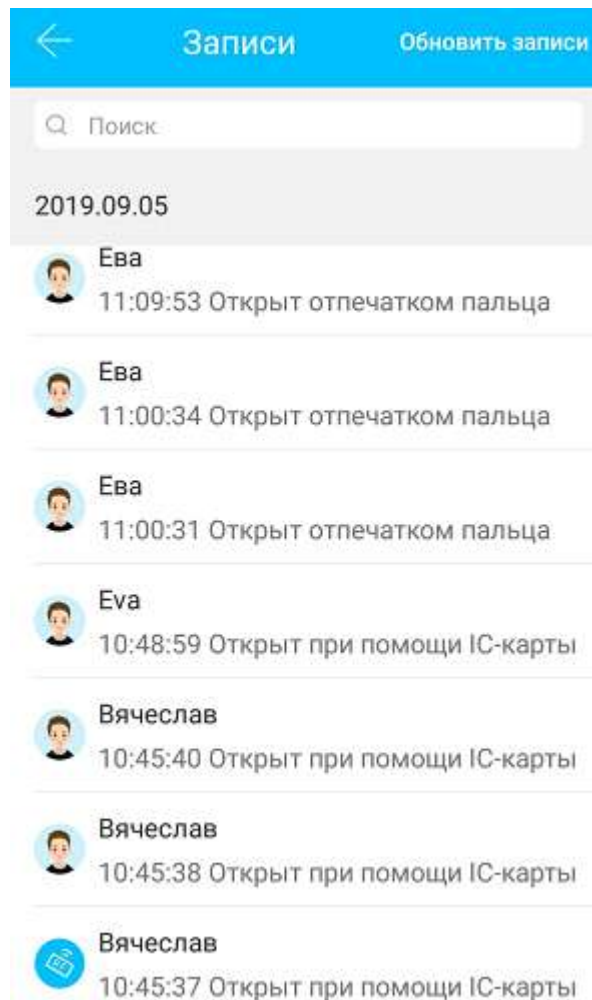 Записи
Обновить записи
Поиск
2019.09.05
Ева
11:09:53 Открыт отпечатком пальца
Ева
11:00:34 Открыт отпечатком пальца
Ева
11:00:31 Открыт отпечатком пальца
Eva
10:48:59 Открыт при помощи IC-карты
Вячеслав
10:45:40 Открыт при помощи IC-карты
Вячеслав
10:45:38 Открыт при помощи IC-карты
Вячеслав
10:45:37 Открыт при помощи IC-карты